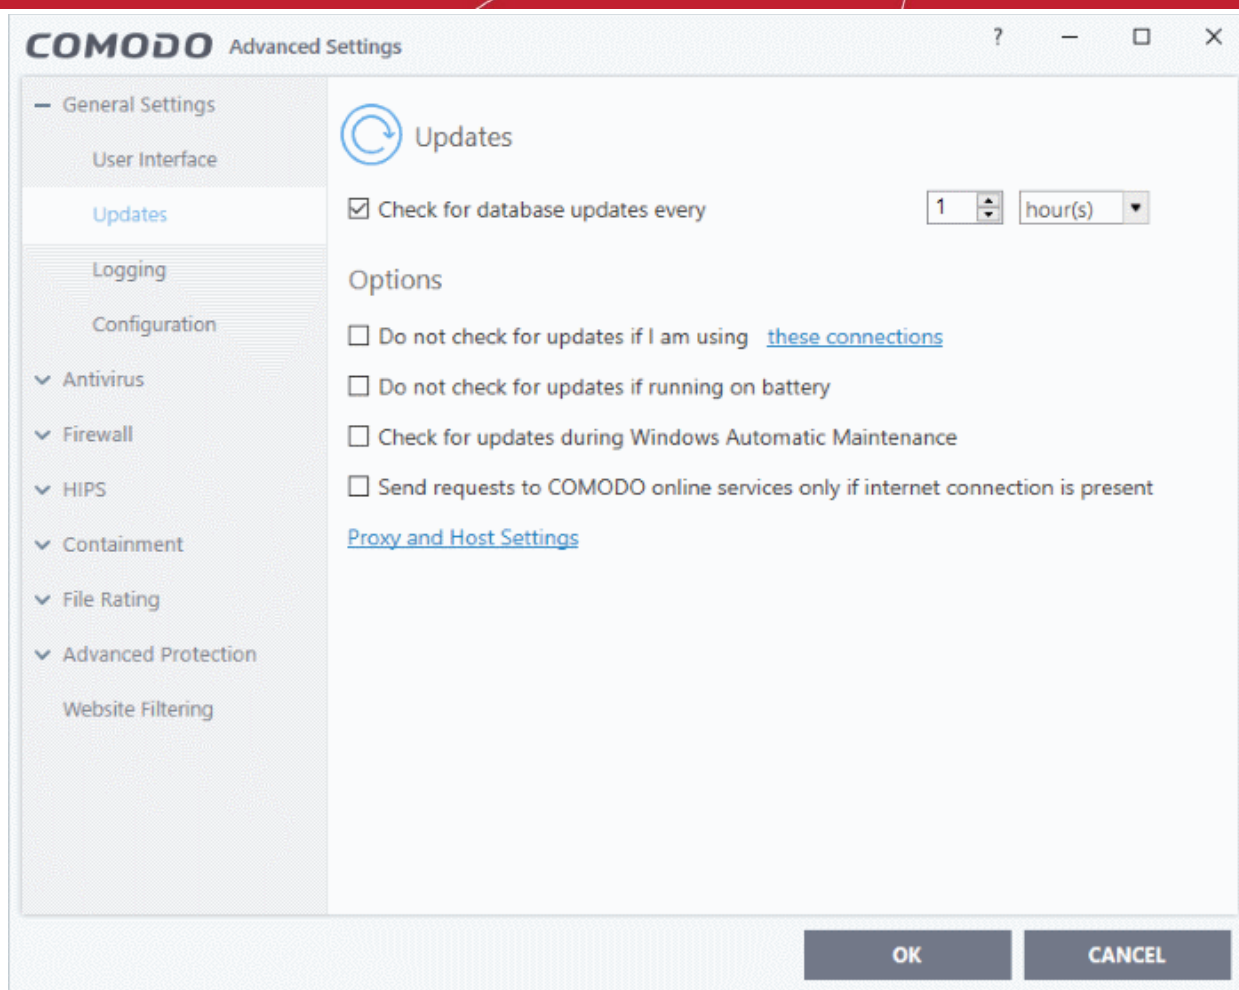 COMODO Advanced Settings ?
General Settings
User Interface
Updates
Logging
Configuration
Antivirus
Firewall
HIPS
Containment
File Rating
Advanced Protection
Website Filtering
Updates
Check for database updates every 1 hour(s)
Options
Do not check for updates if I am using these connections
Do not check for updates if running on battery
Check for updates during Windows Automatic Maintenance
Send requests to COMODO online services only if internet connection is present
Proxy and Host Settings
OK CANCEL